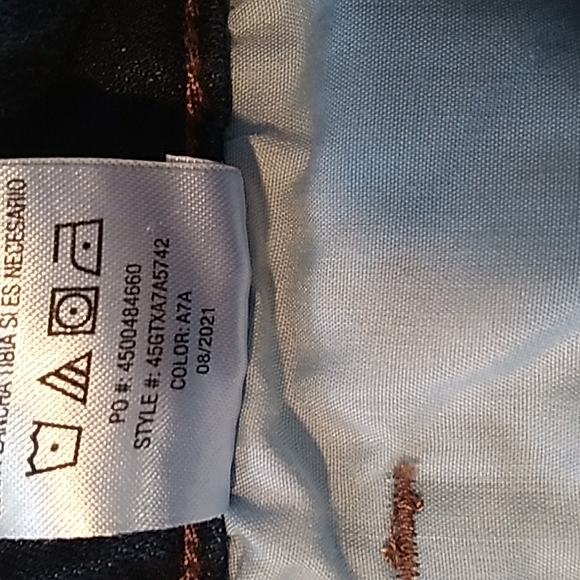 PLANCHA TIBIA SI ES NECESARIO
PO #: 4500484660
STYLE #: 45GTXA7A5742
COLOR: A7A
08/2021